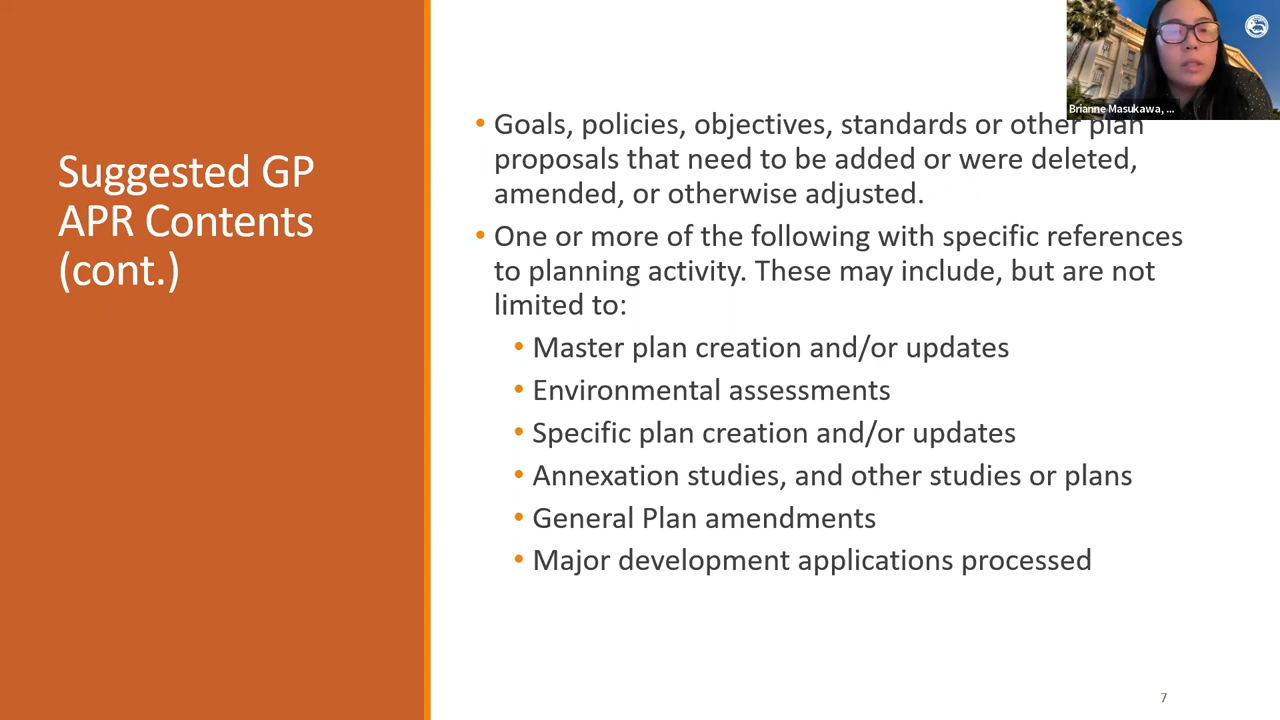 Suggested GP
APR Contents
(cont.)
Brianne Masukawa, ...
• Goals, policies, objectives, standards or other plan
proposals that need to be added or were deleted,
amended, or otherwise adjusted.
• One or more of the following with specific references
to planning activity. These may include, but are not
limited to:
• Master plan creation and/or updates
• Environmental assessments
• Specific plan creation and/or updates
• Annexation studies, and other studies or plans
• General Plan amendments
• Major development applications processed
7